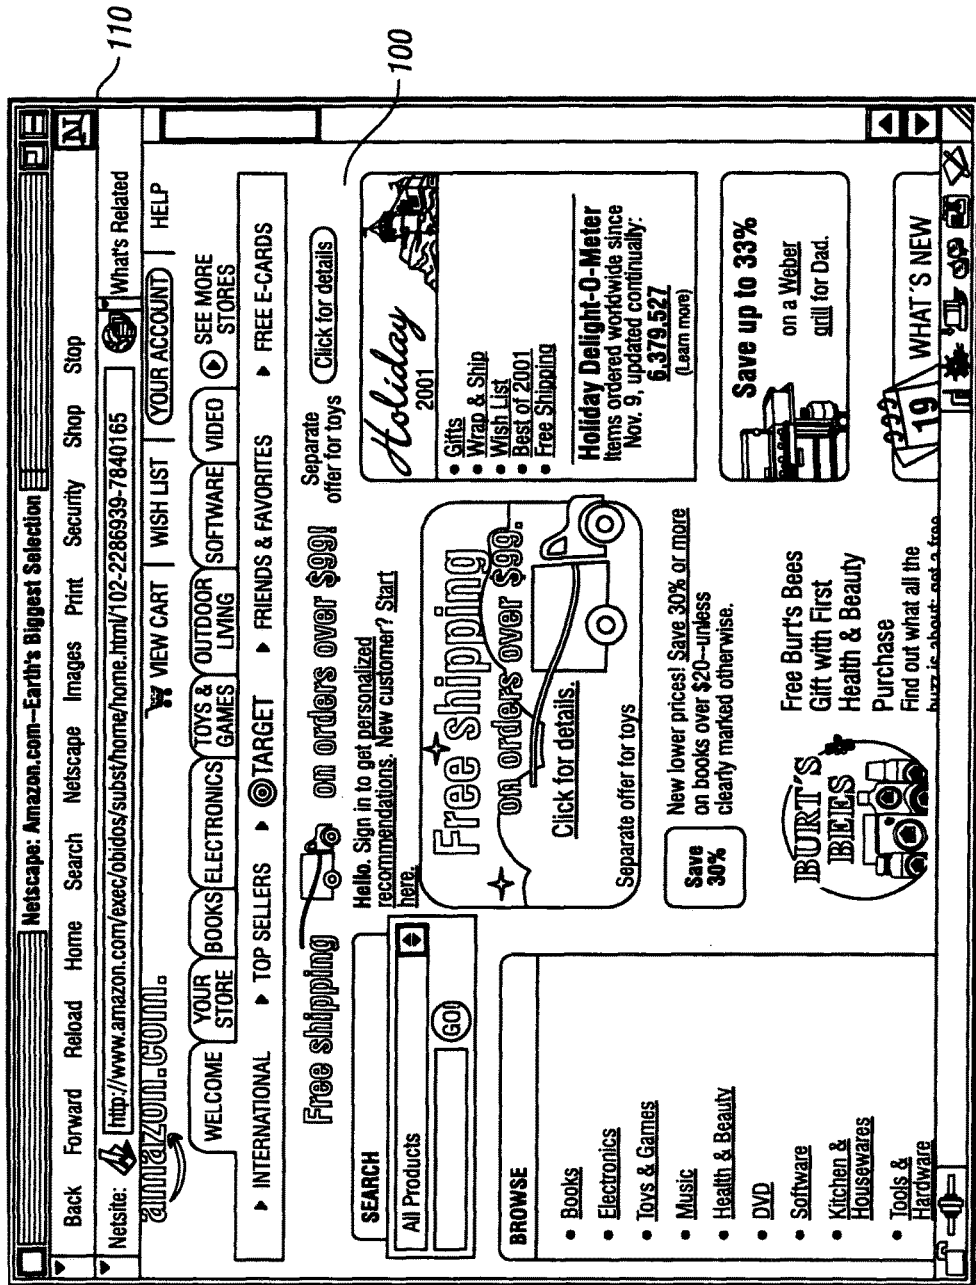 Netscape: Amazon.com–Earth's Biggest Selection
N
110
Back Forward Reload Home Search Netscape Images Print Security Shop Stop
Netsite: http://www.amazon.com/exec/obidos/subst/home/home.html/102-2286939-7840165 What's Related
amazon.com.
VIEW CART | WISH LIST | YOUR ACCOUNT | HELP
WELCOME YOUR STORE BOOKS ELECTRONICS TOYS & GAMES OUTDOOR LIVING SOFTWARE VIDEO SEE MORE STORES
INTERNATIONAL TOP SELLERS TARGET FRIENDS & FAVORITES FREE E-CARDS
Free shipping on orders over $99! Separate offer for toys Click for details
100
SEARCH
All Products
GO!
BROWSE
• Books
• Electronics
• Toys & Games
• Music
• Health & Beauty
• DVD
• Software
• Kitchen &
Housewares
• Tools &
Hardware
Hello. Sign in to get personalized
recommendations. New customer? Start
here.
Free shipping
on orders over $99.
Click for details.
Separate offer for toys
Save
30%
New lower prices! Save 30% or more
on books over $20--unless
clearly marked otherwise.
BURT'S
BEES
Free Burt's Bees
Gift with First
Health & Beauty
Purchase
Find out what all the
buzz is about; get a free
Holiday
2001
• Gifts
• Wrap & Ship
• Wish List
• Best of 2001
• Free Shipping
Holiday Delight-O-Meter
Items ordered worldwide since
Nov. 9, updated continually:
6,379,527
(Learn more)
Save up to 33%
on a Weber
grill for Dad.
19
WHAT'S NEW